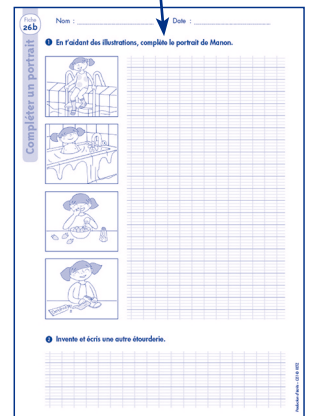 Fiche
26b
Nom :
Date :
Compléter un portrait
1 En t'aidant des illustrations, complète le portrait de Manon.
2 Invente et écris une autre étourderie.